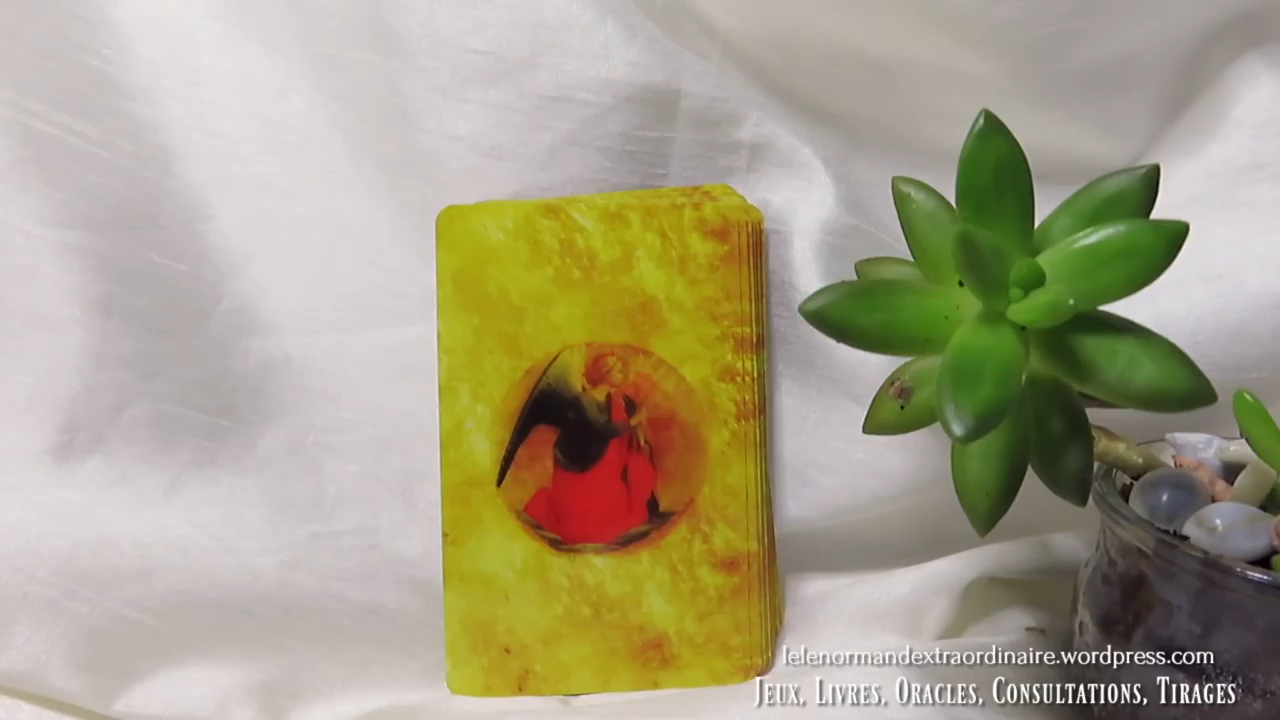 lelenormandextraordinaire.wordpress.com
Jeux, Livres, Oracles, Consultations, Tirages